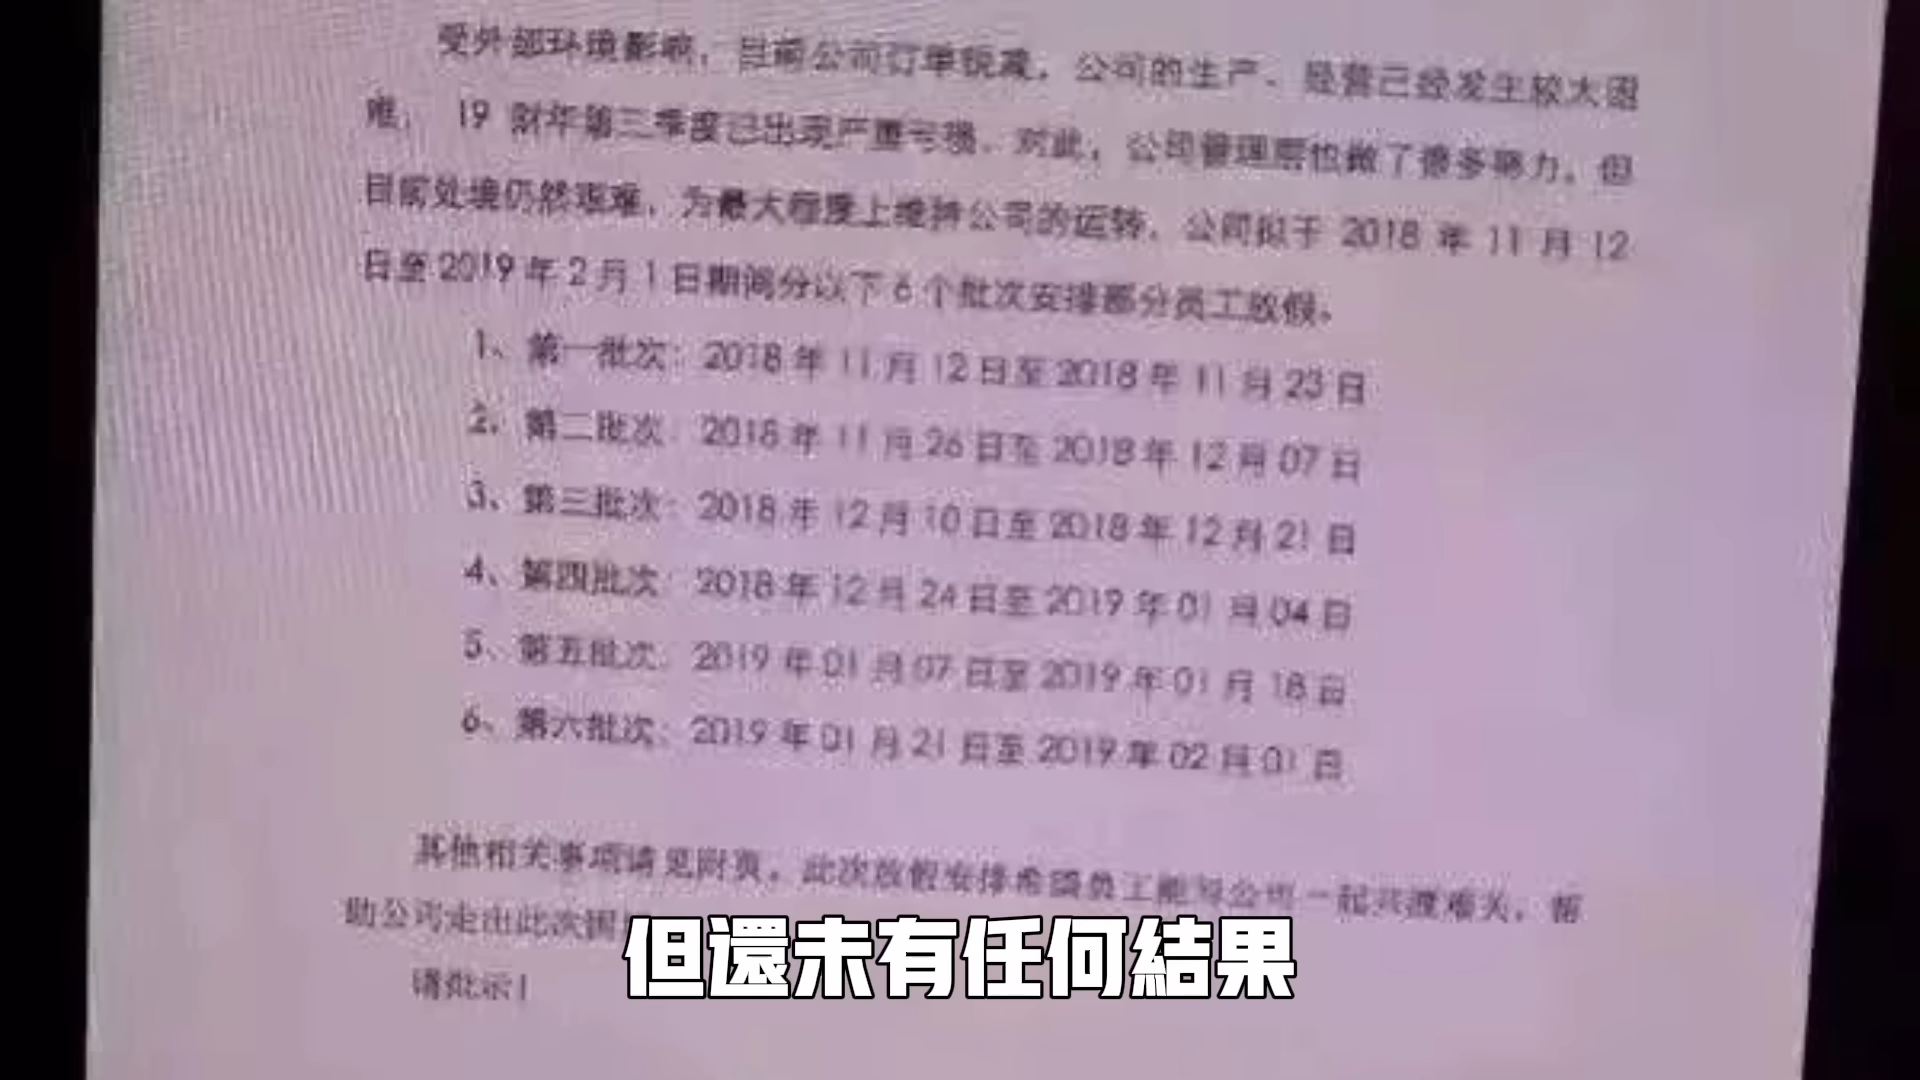 受外部环境影响，目前公司订单锐减，公司的生产、经营已经发生较大困
难， 19 财年第三季度已出现严重亏损。对此，公司管理层也做了很多努力，但
目前处境仍然艰难，为最大程度上维持公司的运转，公司拟于 2018 年 11 月 12
日至 2019 年 2 月 1 日期间分以下 6 个批次安排部分员工放假。
1、第一批次：2018 年 11 月 12 日至 2018 年 11 月 23 日
2、第二批次：2018 年 11 月 26 日至 2018 年 12 月 07 日
3、第三批次：2018 年 12 月 10 日至 2018 年 12 月 21 日
4、第四批次：2018 年 12 月 24 日至 2019 年 01 月 04 日
5、第五批次：2019 年 01 月 07 日至 2019 年 01 月 18 日
6、第六批次：2019 年 01 月 21 日至 2019 年 02 月 01 日
其他相关事项请见附页。此次放假安排希望员工能与公司一起共渡难关，帮
助公司走出此次困
请批示！
但還未有任何結果